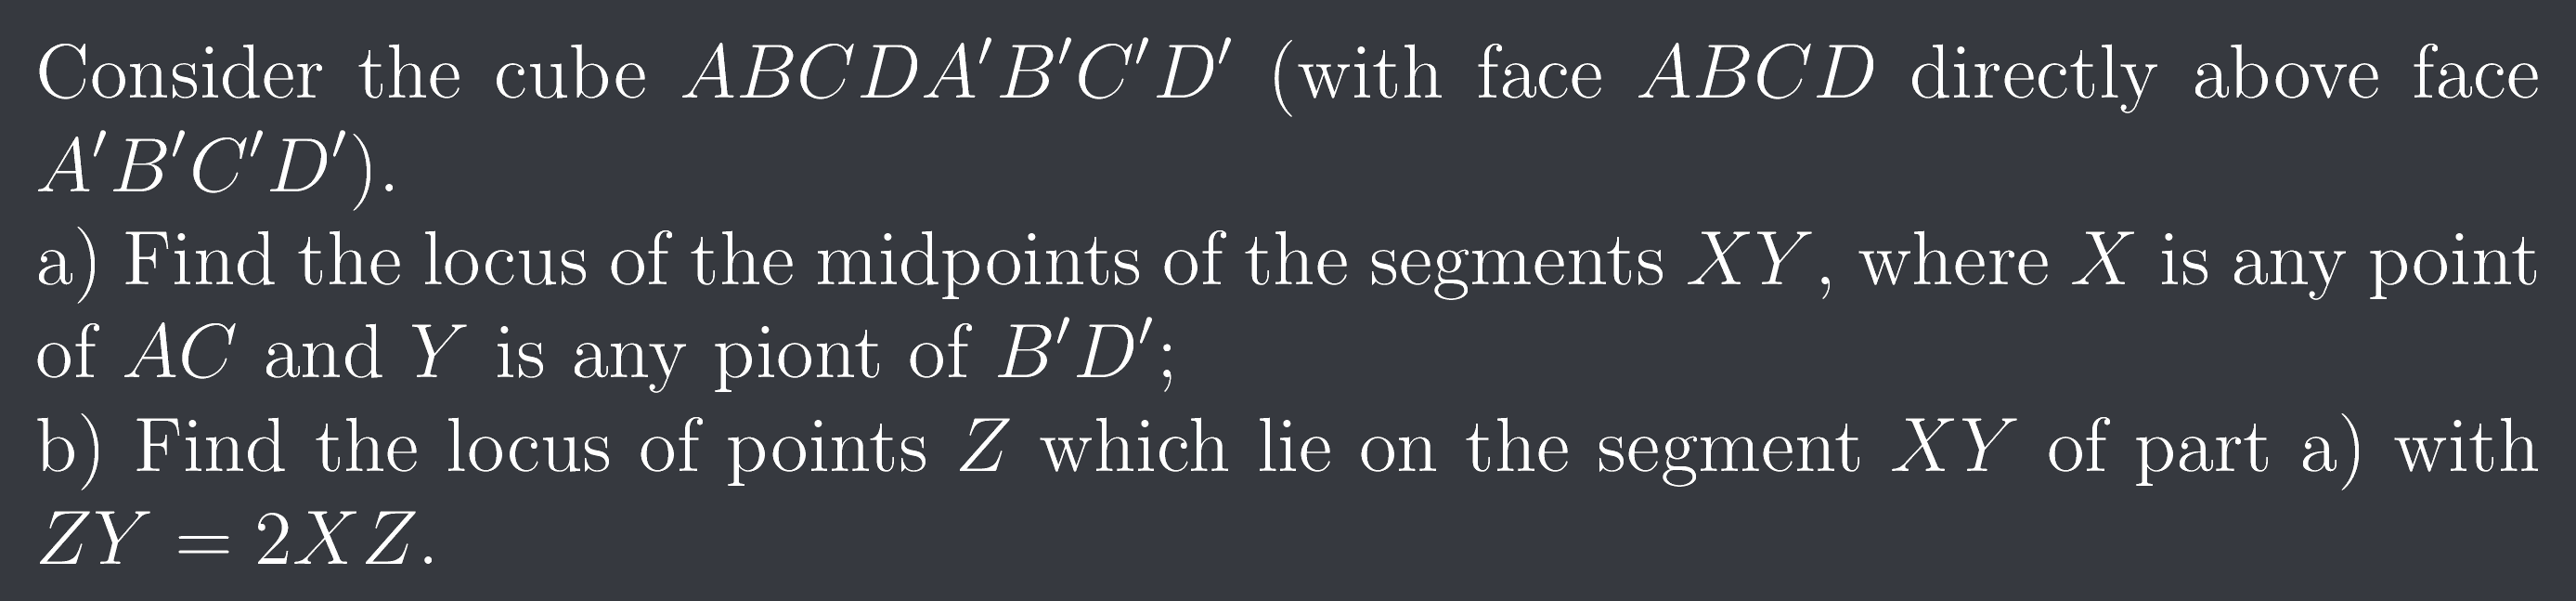 Consider the cube ABCDA′B′C′D′ (with face ABCD directly above face
A′B′C′D′).
a) Find the locus of the midpoints of the segments XY, where X is any point
of AC and Y is any piont of B′D′;
b) Find the locus of points Z which lie on the segment XY of part a) with
ZY = 2XZ.